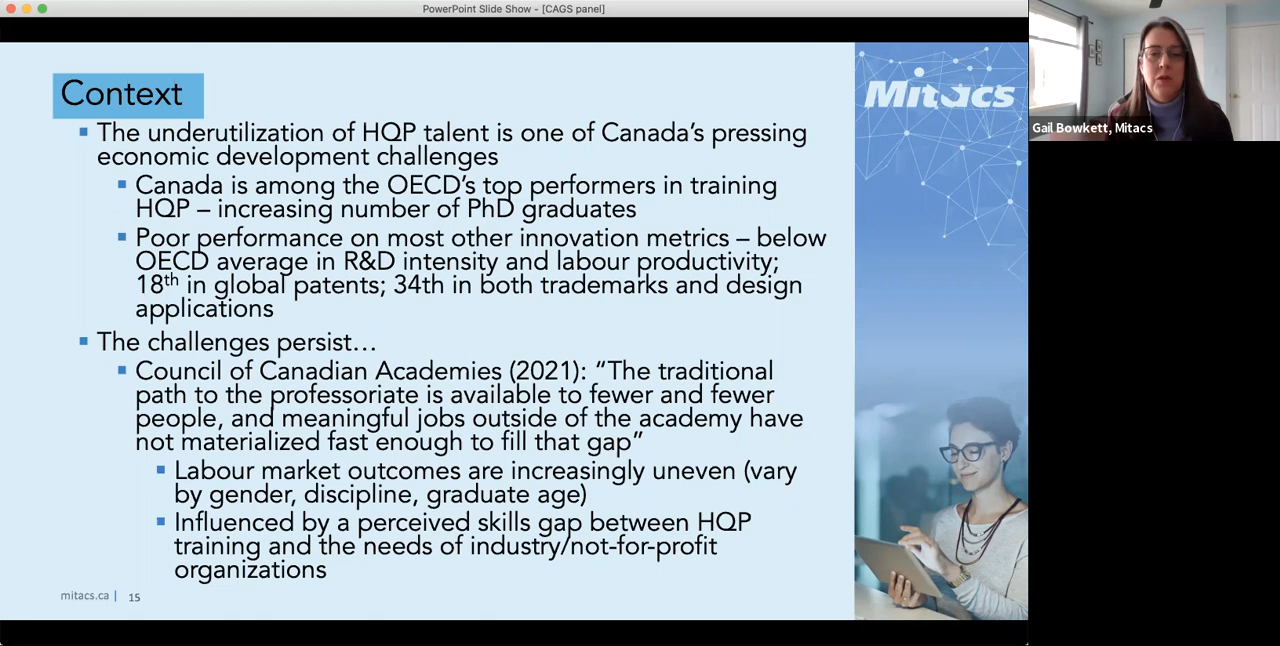 PowerPoint Slide Show - [CAGS panel]
Context
Mitacs
Gail Bowkett, Mitacs
The underutilization of HQP talent is one of Canada’s pressing
economic development challenges
Canada is among the OECD’s top performers in training
HQP – increasing number of PhD graduates
Poor performance on most other innovation metrics – below
OECD average in R&D intensity and labour productivity;
18th in global patents; 34th in both trademarks and design
applications
The challenges persist…
Council of Canadian Academies (2021): “The traditional
path to the professoriate is available to fewer and fewer
people, and meaningful jobs outside of the academy have
not materialized fast enough to fill that gap”
Labour market outcomes are increasingly uneven (vary
by gender, discipline, graduate age)
Influenced by a perceived skills gap between HQP
training and the needs of industry/not-for-profit
organizations
mitacs.ca | 15